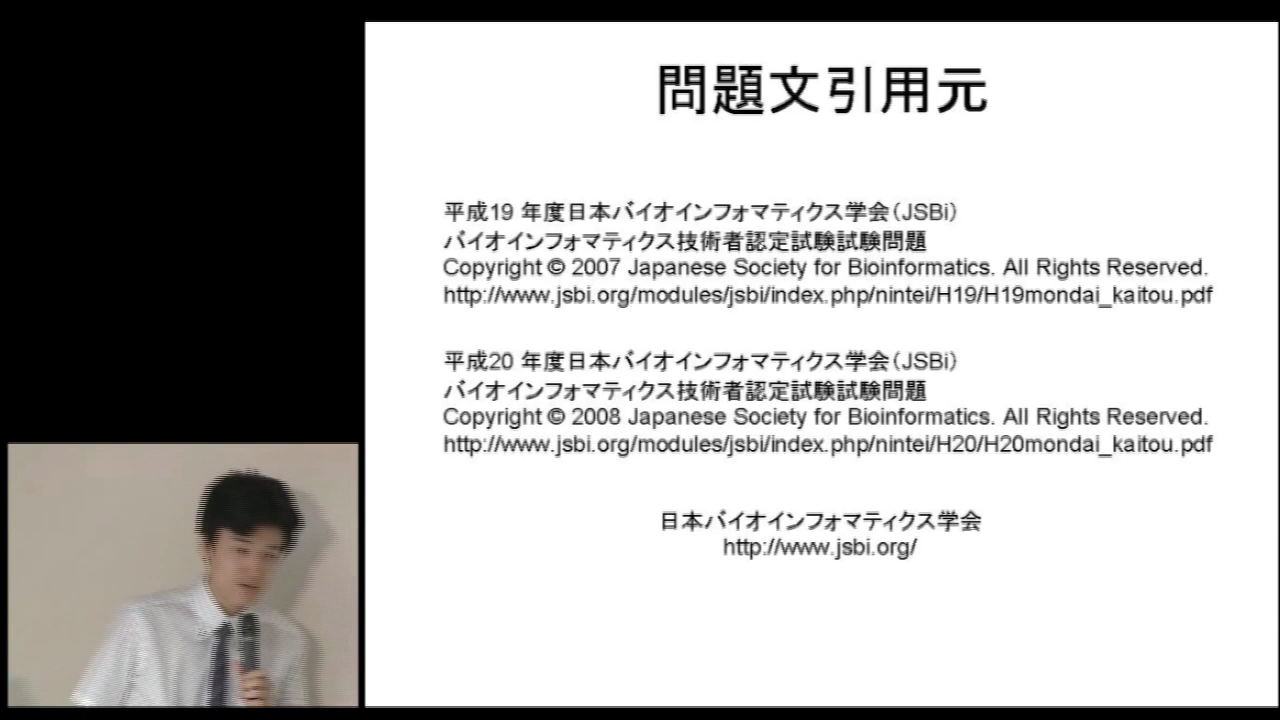 問題文引用元
平成19 年度日本バイオインフォマティクス学会（JSBi）
バイオインフォマティクス技術者認定試験試験問題
Copyright © 2007 Japanese Society for Bioinformatics. All Rights Reserved.
http://www.jsbi.org/modules/jsbi/index.php/nintei/H19/H19mondai_kaitou.pdf
平成20 年度日本バイオインフォマティクス学会（JSBi）
バイオインフォマティクス技術者認定試験試験問題
Copyright © 2008 Japanese Society for Bioinformatics. All Rights Reserved.
http://www.jsbi.org/modules/jsbi/index.php/nintei/H20/H20mondai_kaitou.pdf
日本バイオインフォマティクス学会
http://www.jsbi.org/